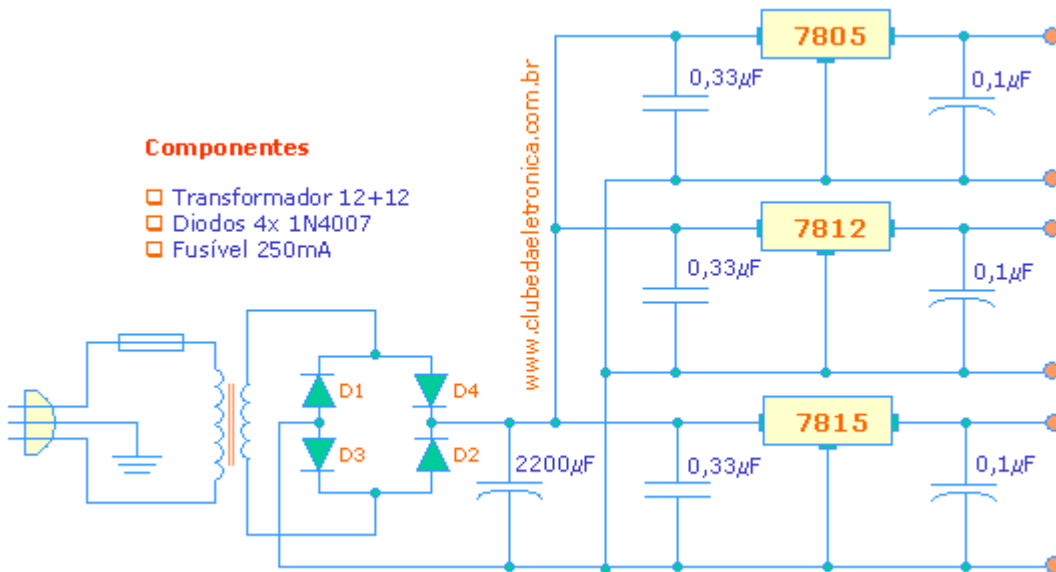 7805
0,33µF
0,1µF
www.clubedaeletronica.com.br
Componentes
Transformador 12+12
Diodos 4x 1N4007
Fusível 250mA
7812
0,33µF
0,1µF
D1
D4
7815
D3
D2
2200µF
0,33µF
0,1µF